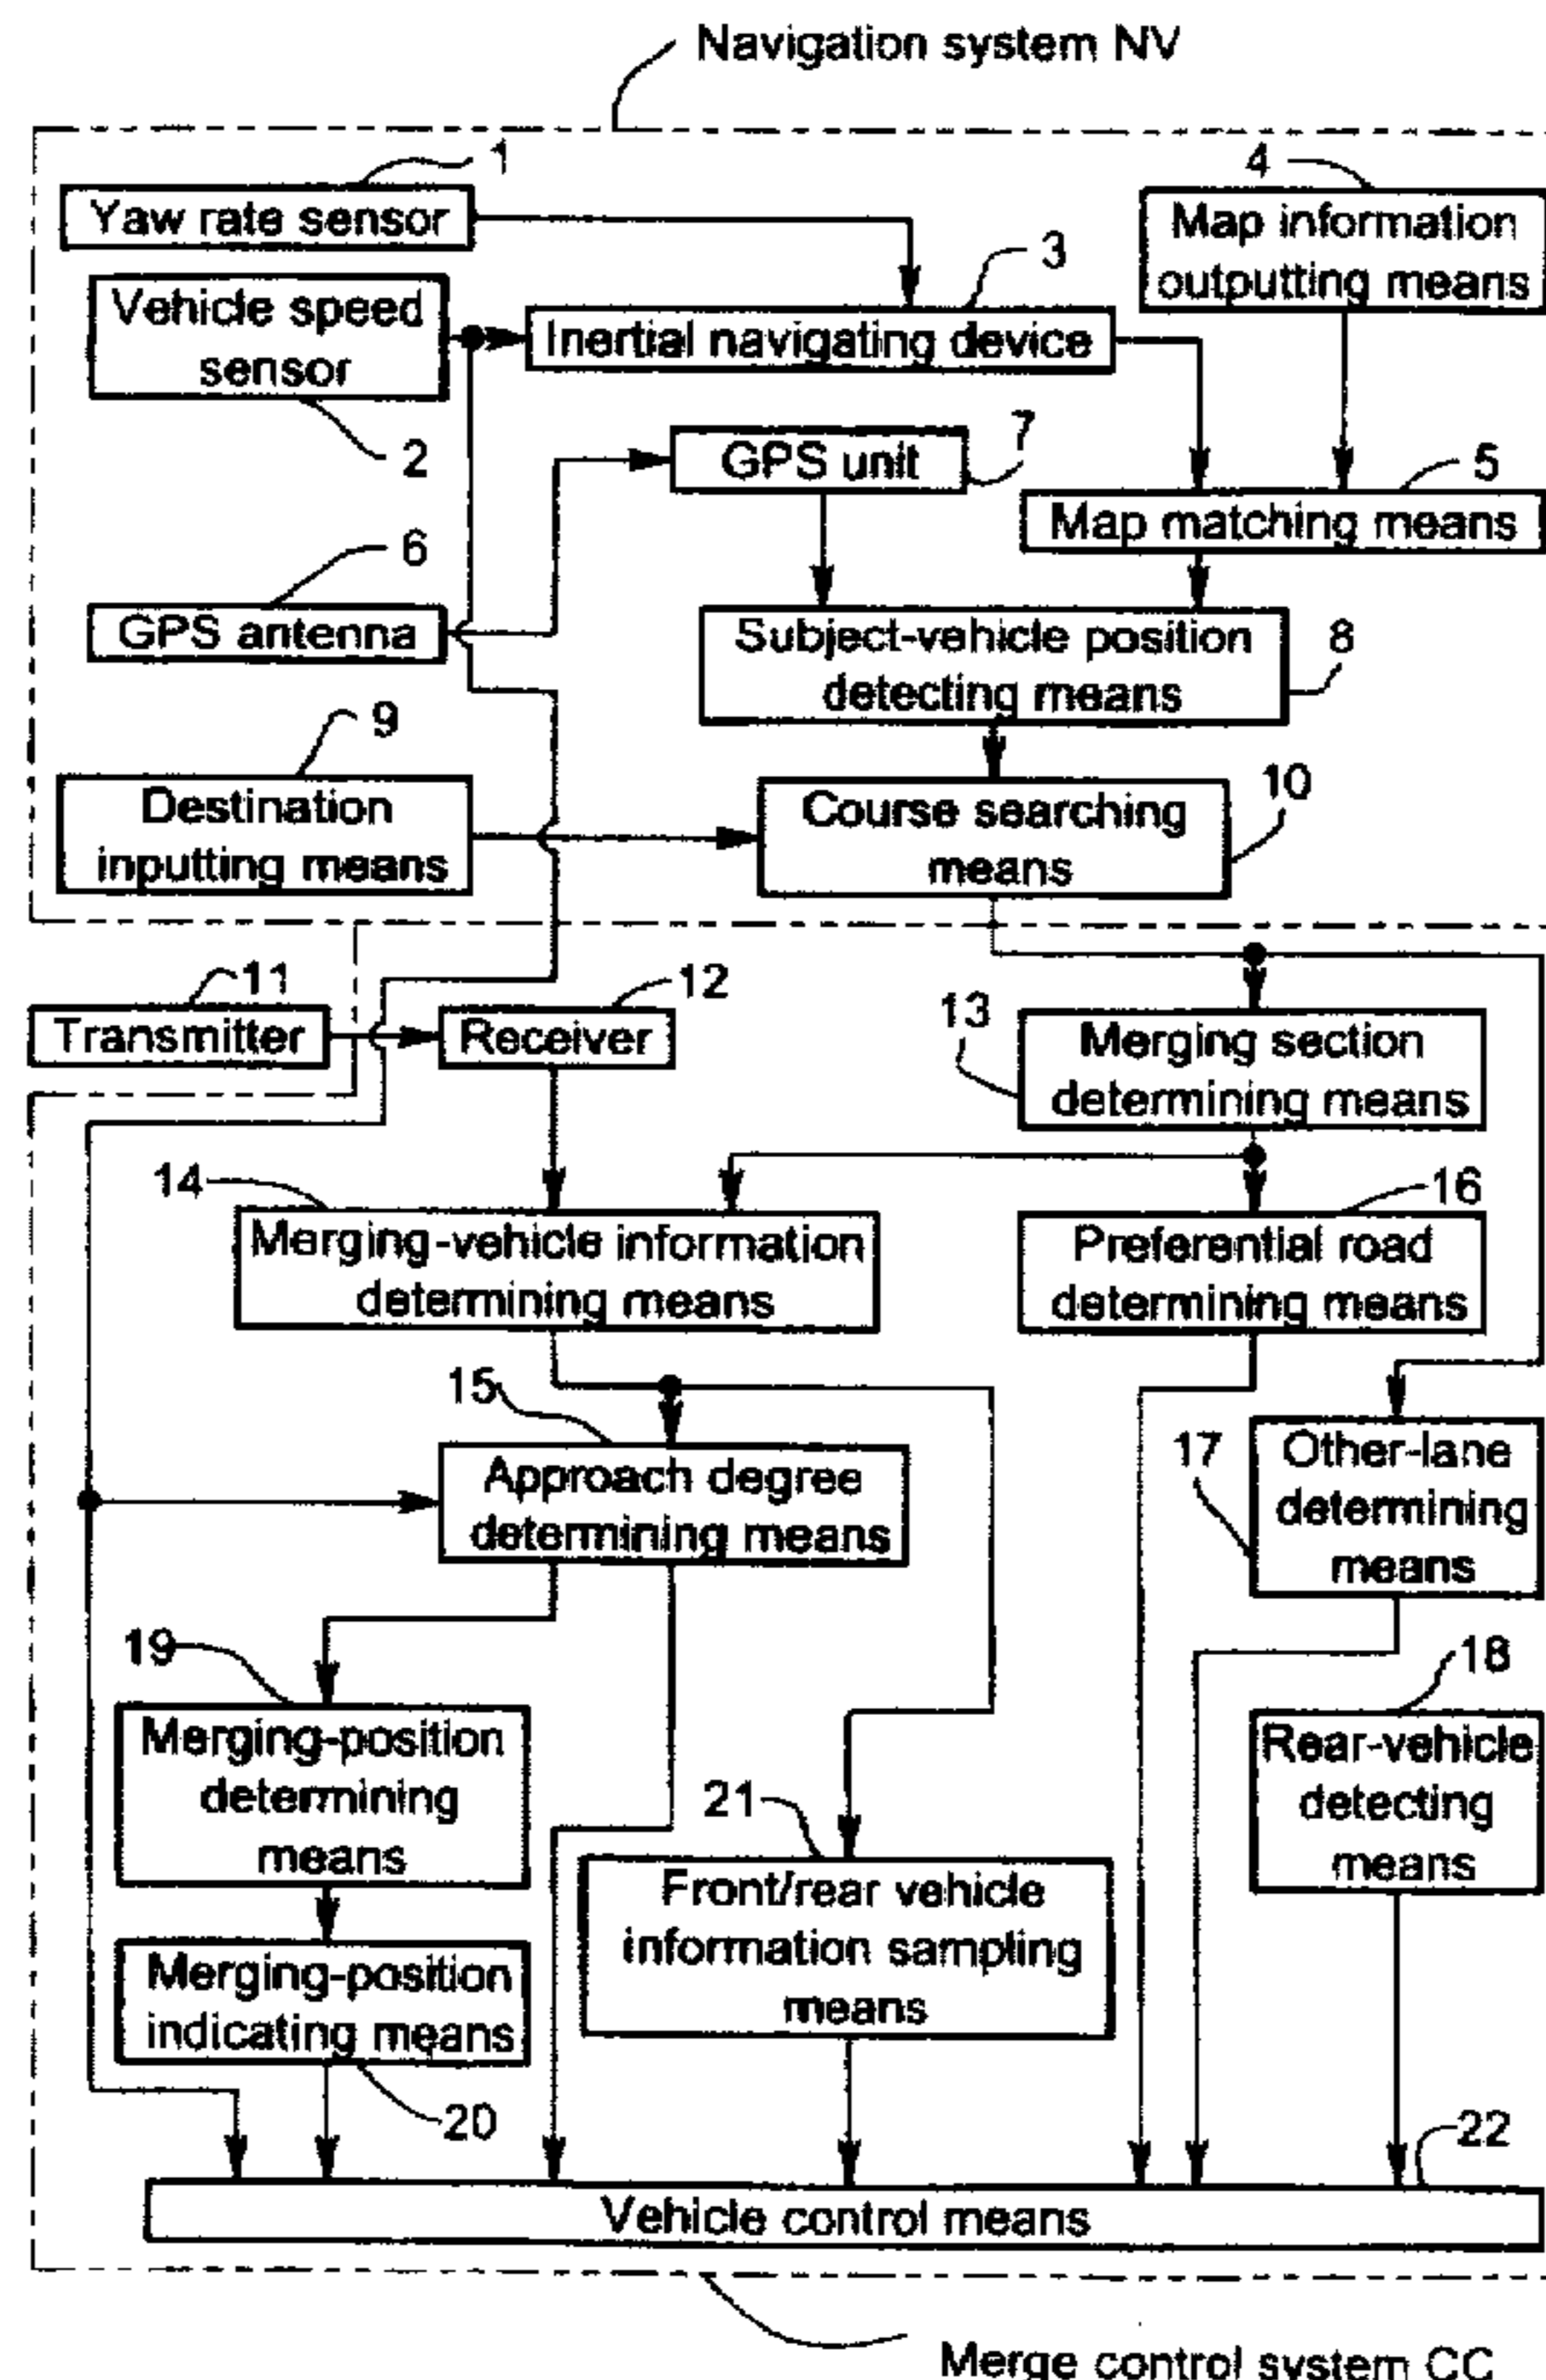 Navigation system NV
1
4
Yaw rate sensor
Map information
outputting means
3
Vehicle speed
sensor
Inertial navigating device
2
7
GPS unit
5
Map matching means
6
GPS antenna
Subject-vehicle position
detecting means
8
9
Destination
inputting means
10
Course searching
means
11
Transmitter
12
Receiver
13
Merging section
determining means
14
Merging-vehicle information
determining means
16
Preferential road
determining means
15
Approach degree
determining means
17
Other-lane
determining
means
19
Merging-position
determining
means
18
Rear-vehicle
detecting
means
21
Front/rear vehicle
information sampling
means
Merging-position
indicating means
20
22
Vehicle control means
Merge control system CC